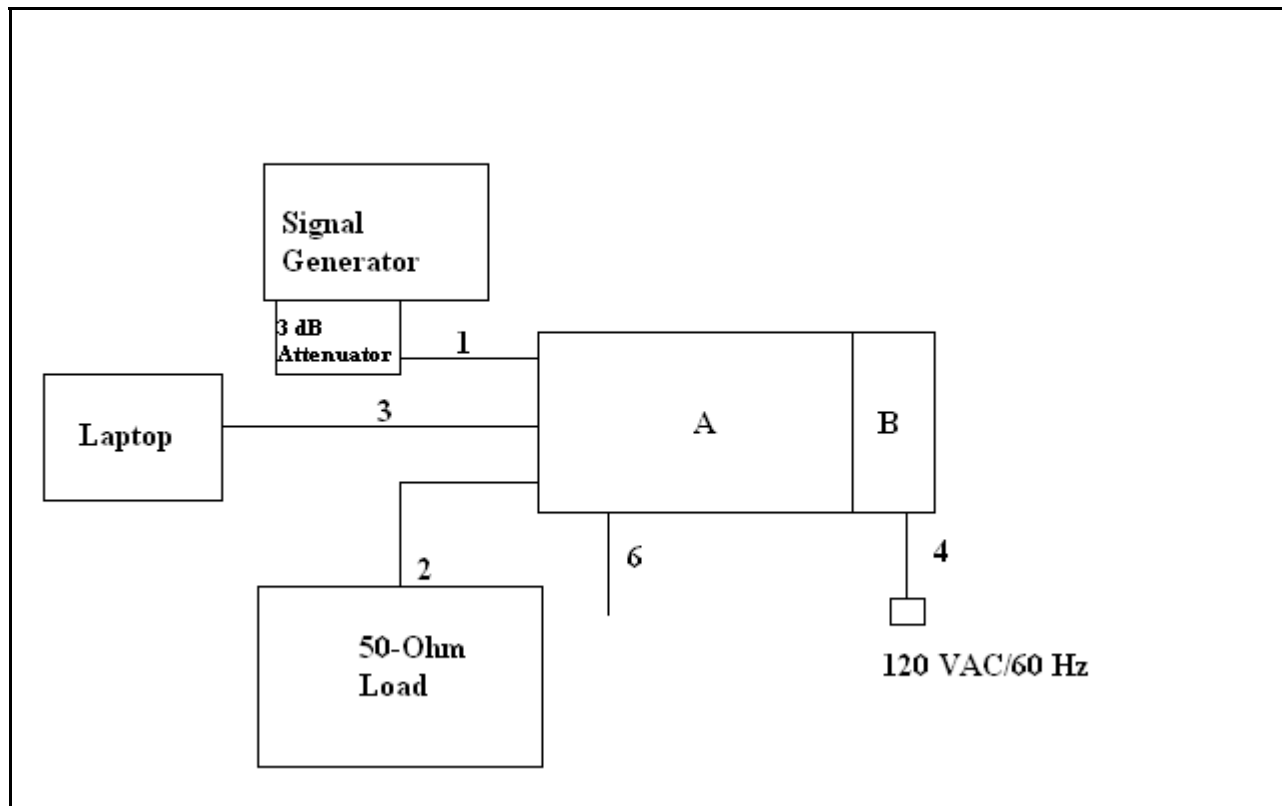 Signal
Generator
3 dB
Attenuator
1
3
Laptop
A
B
2
6
4
50-Ohm
Load
120 VAC/60 Hz